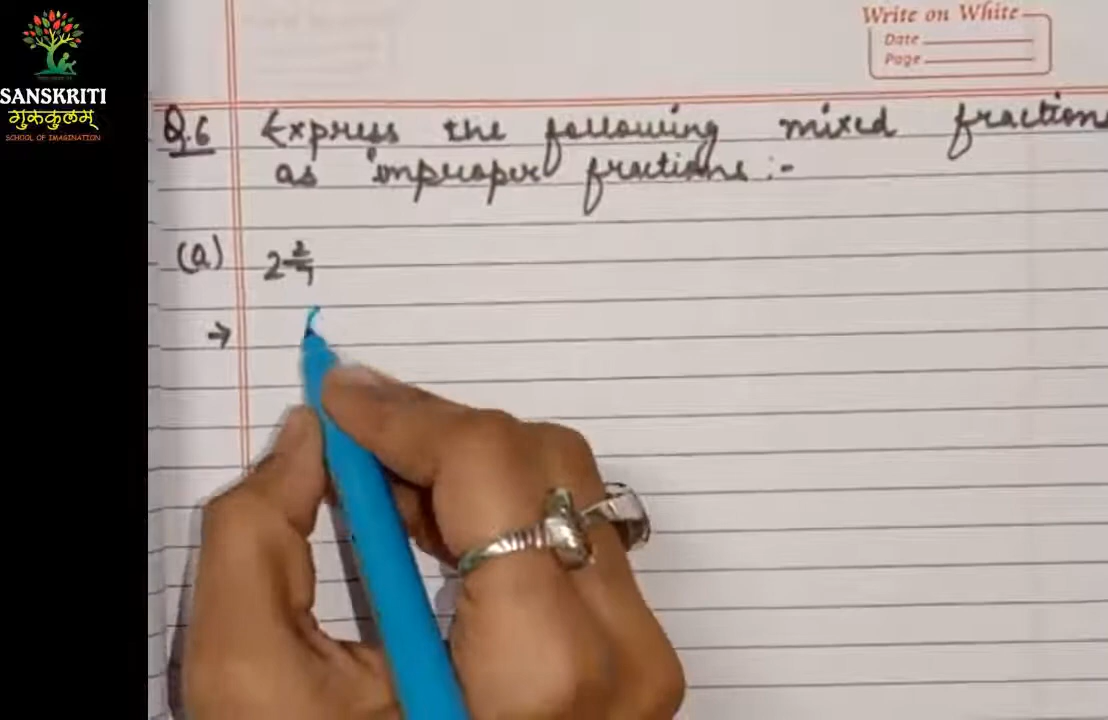 SANSKRITI
गुरुकुलम्
SCHOOL OF IMAGINATION
Write on White
Date
Page
Q.6 Express the following mixed fractions
as improper fractions :-
(a) 2 2/7
→